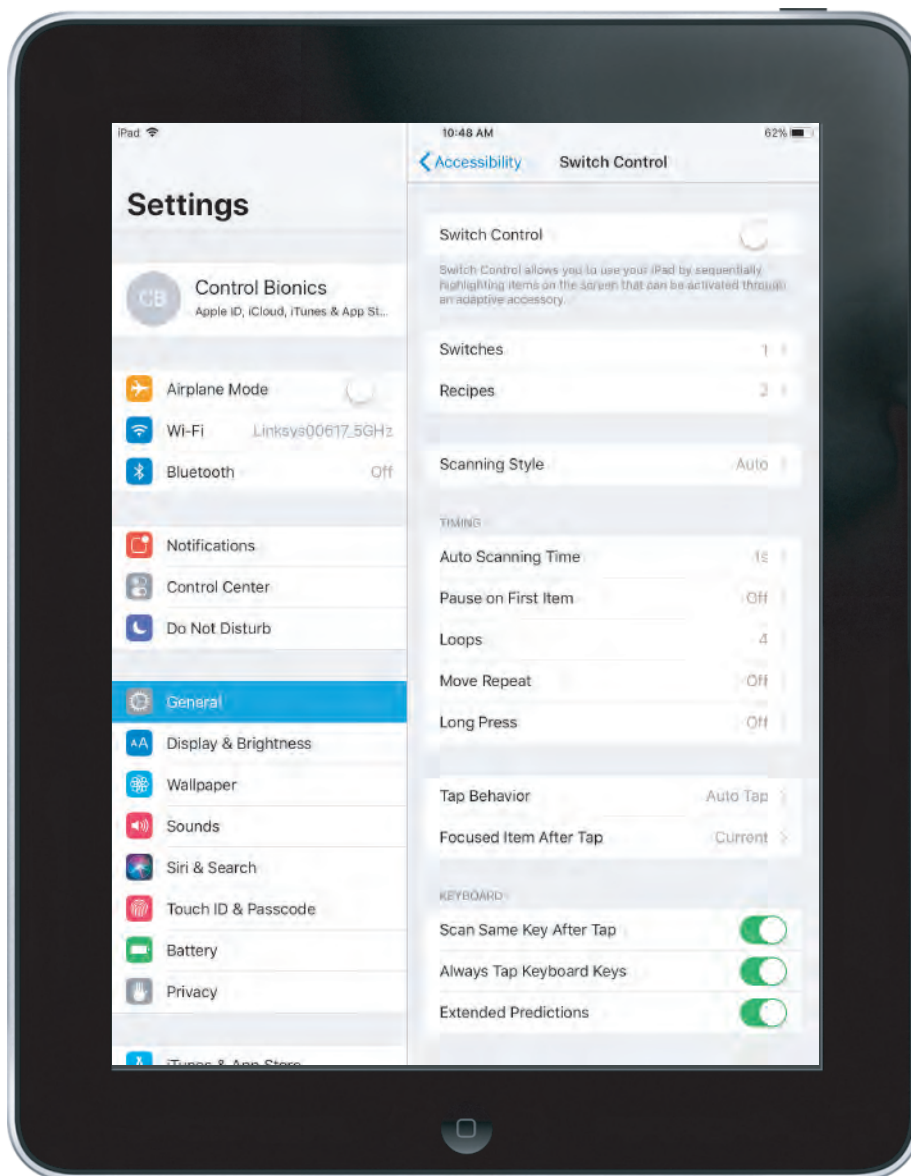 iPad
10:48 AM
62%
Settings
CB
Control Bionics
Apple ID, iCloud, iTunes & App St...
Airplane Mode
Wi-Fi Linksys00617_5GHz
Bluetooth Off
Notifications
Control Center
Do Not Disturb
General
AA Display & Brightness
Wallpaper
Sounds
Siri & Search
Touch ID & Passcode
Battery
Privacy
iTunes & App Store
Accessibility Switch Control
Switch Control
Switch Control allows you to use your iPad by sequentially
highlighting items on the screen that can be activated through
an adaptive accessory.
Switches 1
Recipes 2
Scanning Style Auto
TIMING
Auto Scanning Time 1s
Pause on First Item Off
Loops 4
Move Repeat Off
Long Press Off
Tap Behavior Auto Tap
Focused Item After Tap Current
KEYBOARD
Scan Same Key After Tap
Always Tap Keyboard Keys
Extended Predictions